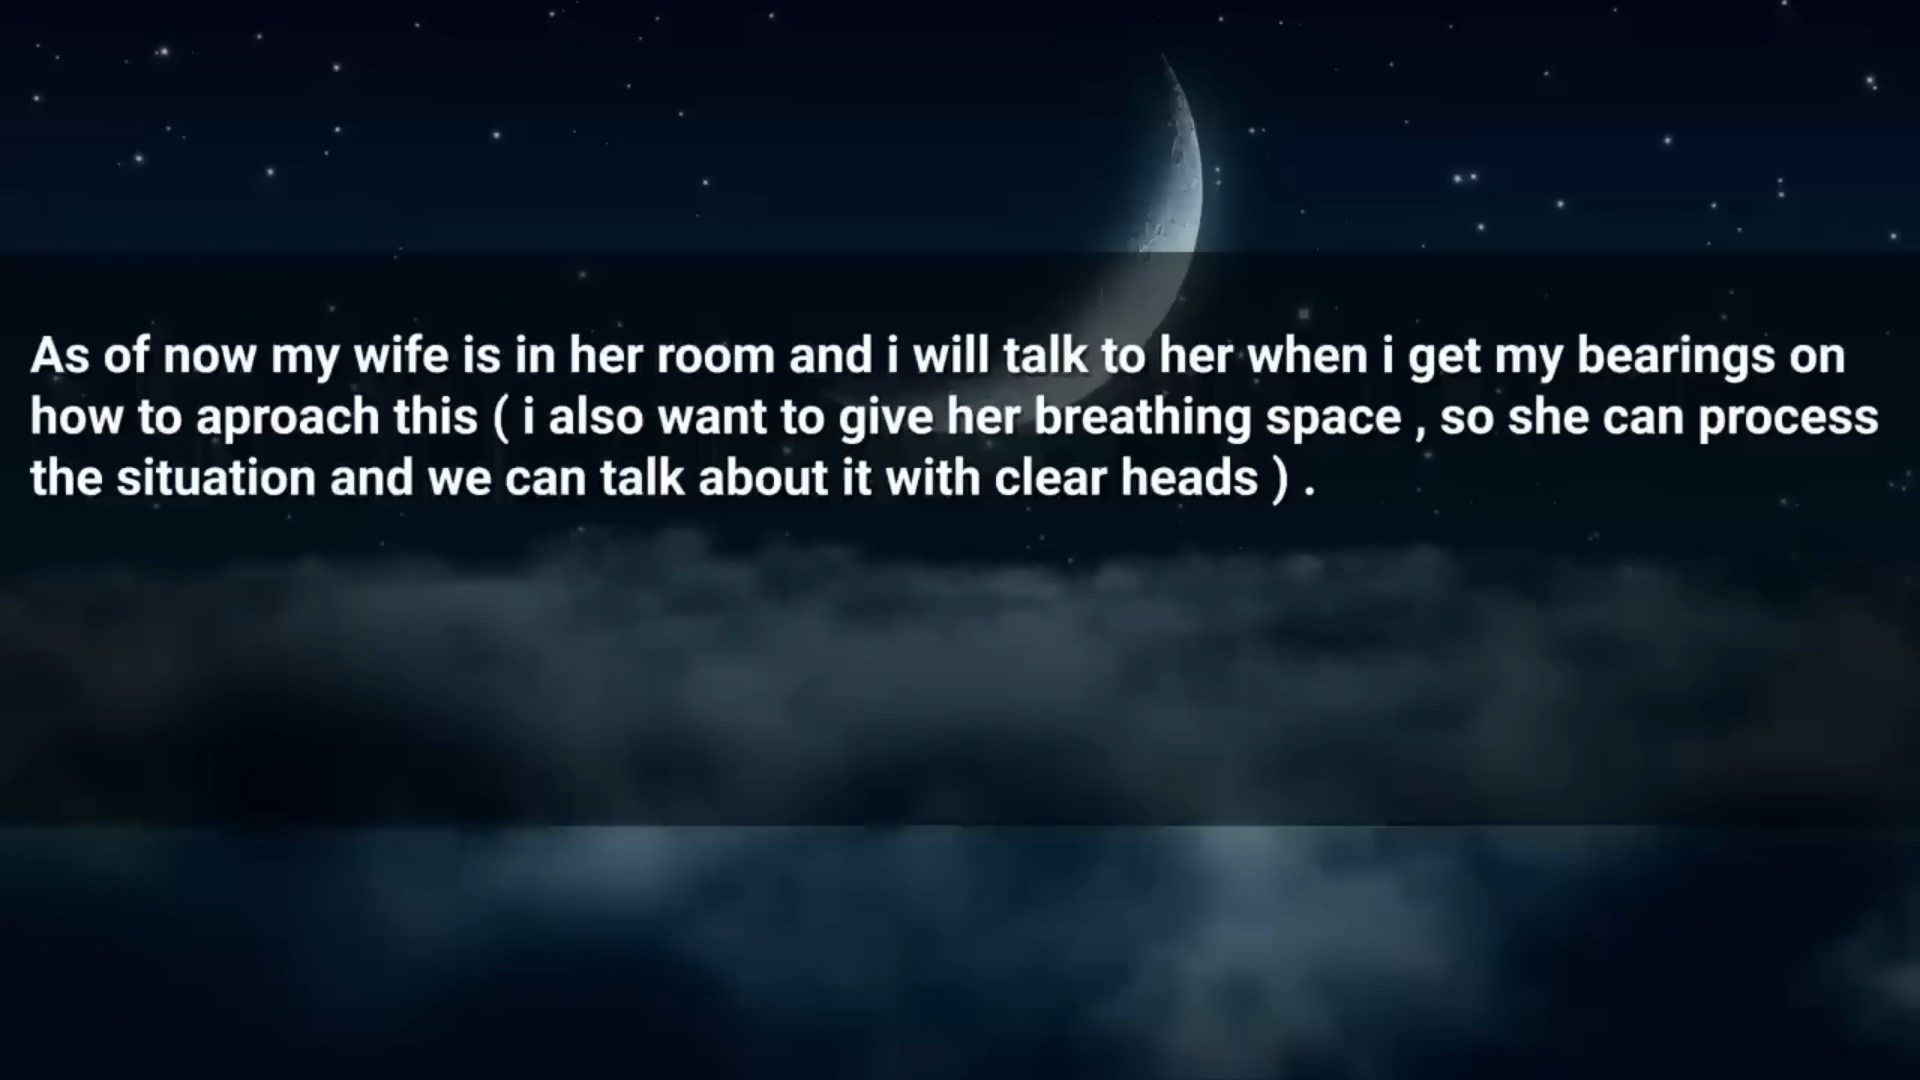 As of now my wife is in her room and i will talk to her when i get my bearings on
how to aproach this ( i also want to give her breathing space , so she can process
the situation and we can talk about it with clear heads ) .